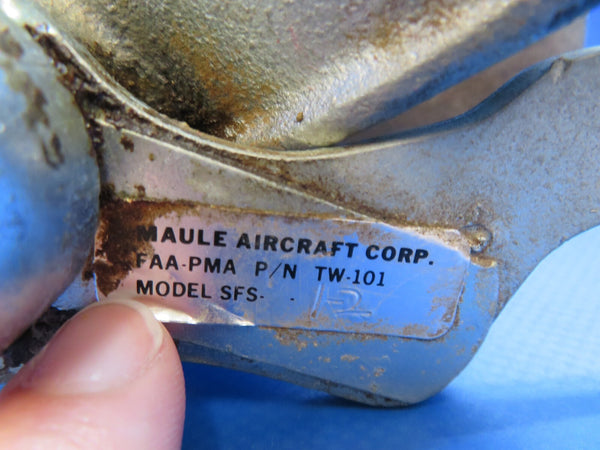 MAULE AIRCRAFT CORP.
FAA-PMA P/N TW-101
MODEL SFS-